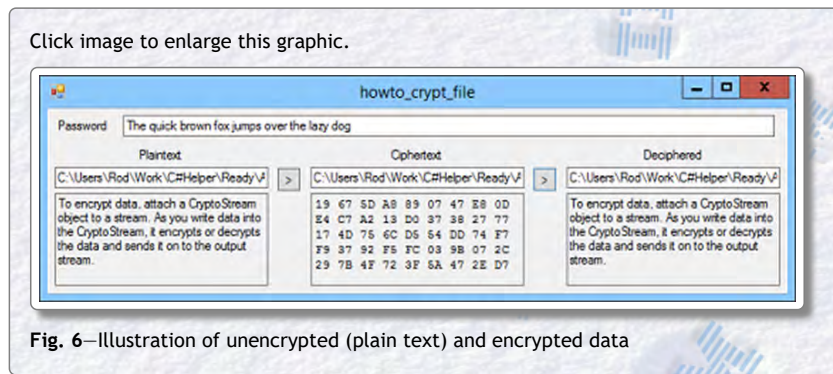 Click image to enlarge this graphic.
howto_crypt_file
Password The quick brown fox jumps over the lazy dog
Plaintext Ciphertext Deciphered
C:\Users\Rod\Work\C#Helper\Ready\A > C:\Users\Rod\Work\C#Helper\Ready\A > C:\Users\Rod\Work\C#Helper\Ready\A
To encrypt data, attach a CryptoStream
object to a stream. As you write data into
the CryptoStream, it encrypts or decrypts
the data and sends it on to the output
stream.
19 67 5D A8 89 07 47 E8 0D
E4 C7 A2 13 D0 37 38 27 77
17 4D 75 6C D5 54 DD 74 F7
F9 37 92 F5 FC 03 9B 07 2C
29 7B 4F 72 3F 5A 47 2E D7
To encrypt data, attach a CryptoStream
object to a stream. As you write data into
the CryptoStream, it encrypts or decrypts
the data and sends it on to the output
stream.
Fig. 6—Illustration of unencrypted (plain text) and encrypted data